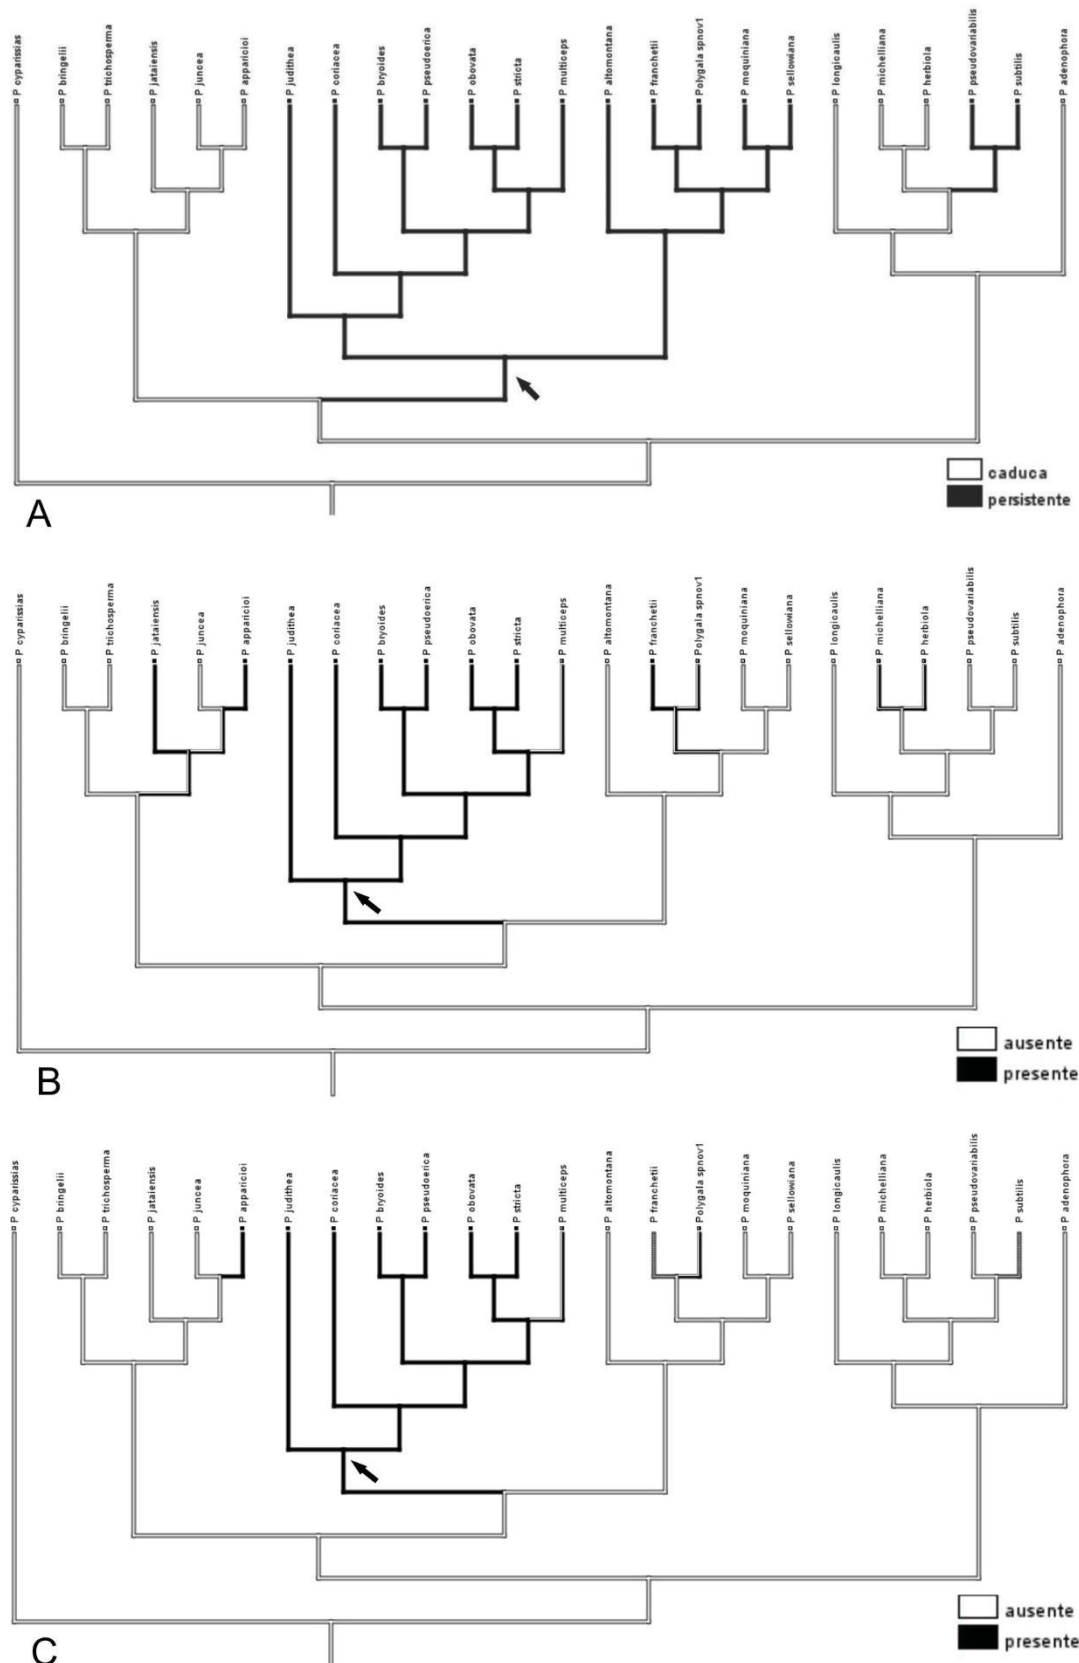 P cyparissias
P bringelii
P trichosperma
P jataiensis
P juncea
P apparicioi
P judithea
P coriacea
P bryoides
P pseudoerica
P obovata
P stricta
P multiceps
P altomontana
P franchetii
Polygala spnov1
P moquiniana
P sellowiana
P longicaulis
P michelliana
P herbiola
P pseudovariabilis
P subtilis
P adenophora
caduca
persistente
A
P cyparissias
P bringelii
P trichosperma
P jataiensis
P juncea
P apparicioi
P judithea
P coriacea
P bryoides
P pseudoerica
P obovata
P stricta
P multiceps
P altomontana
P franchetii
Polygala spnov1
P moquiniana
P sellowiana
P longicaulis
P michelliana
P herbiola
P pseudovariabilis
P subtilis
P adenophora
ausente
presente
B
P cyparissias
P bringelii
P trichosperma
P jataiensis
P juncea
P apparicioi
P judithea
P coriacea
P bryoides
P pseudoerica
P obovata
P stricta
P multiceps
P altomontana
P franchetii
Polygala spnov1
P moquiniana
P sellowiana
P longicaulis
P michelliana
P herbiola
P pseudovariabilis
P subtilis
P adenophora
ausente
presente
C